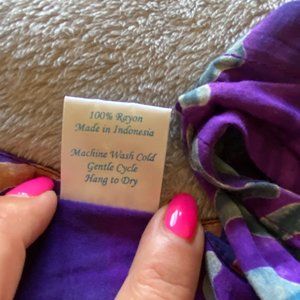 100% Rayon
Made in Indonesia
Machine Wash Cold
Gentle Cycle
Hang to Dry